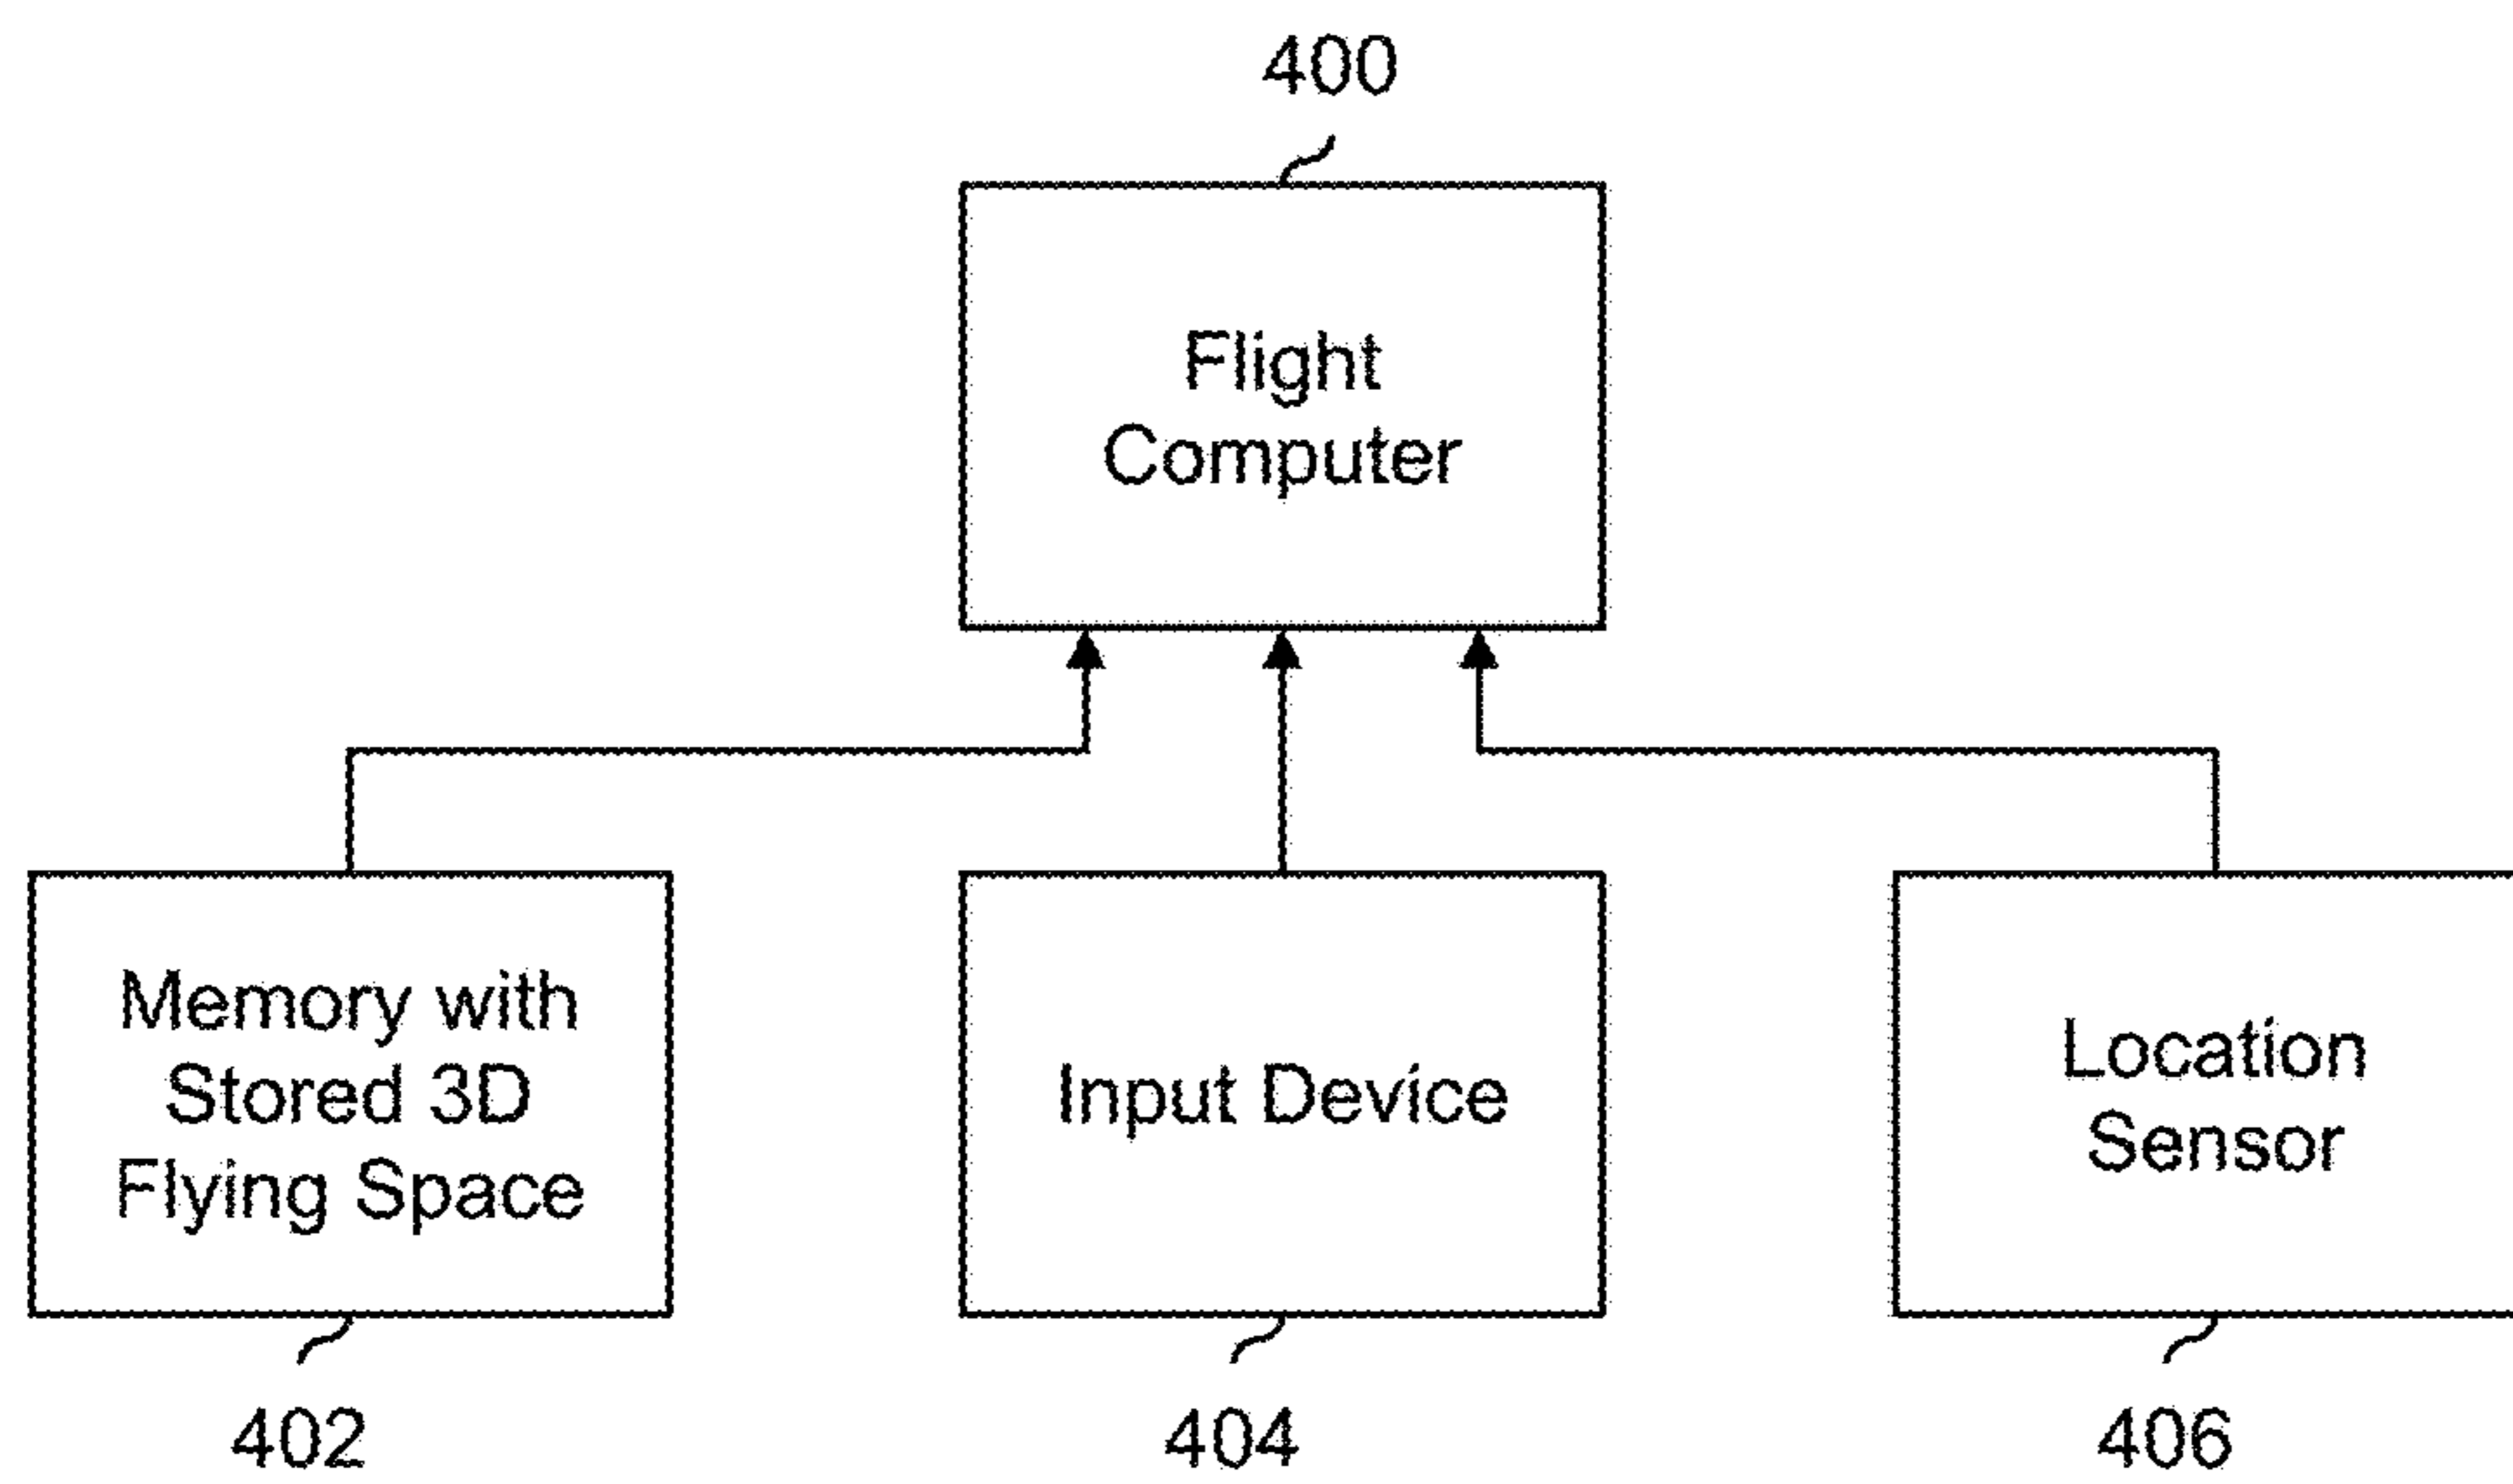 400
Flight
Computer
Memory with
Stored 3D
Flying Space
Input Device
Location
Sensor
402
404
406